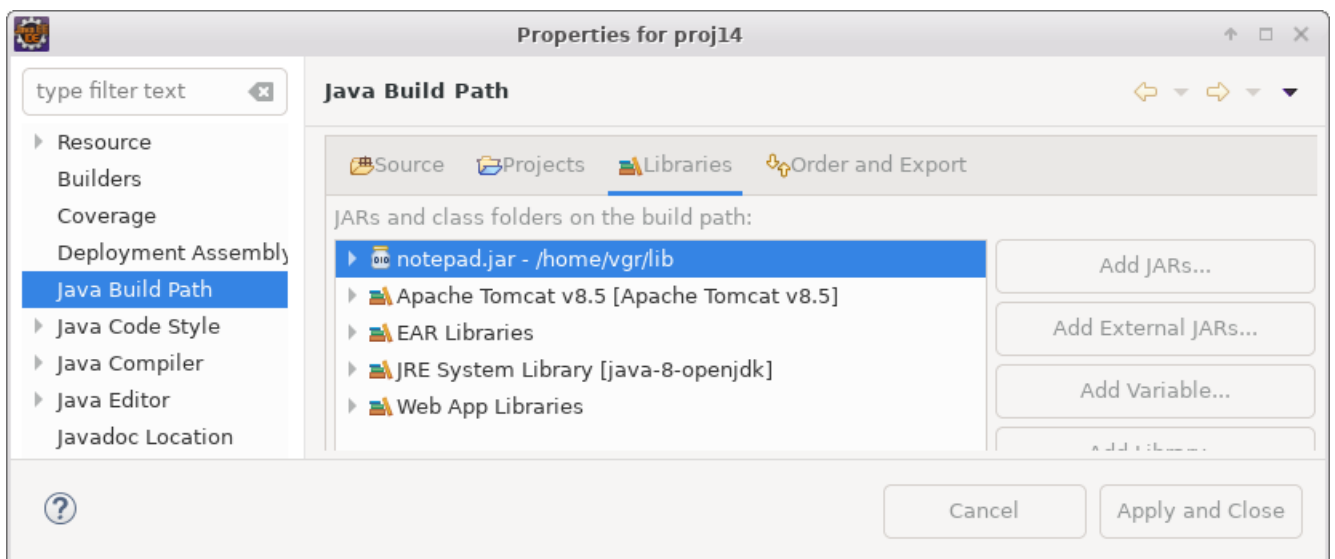 Properties for proj14
type filter text
Java Build Path
Resource
Builders
Coverage
Deployment Assembly
Java Build Path
Java Code Style
Java Compiler
Java Editor
Javadoc Location
Source Projects Libraries Order and Export
JARs and class folders on the build path:
notepad.jar - /home/vgr/lib
Apache Tomcat v8.5 [Apache Tomcat v8.5]
EAR Libraries
JRE System Library [java-8-openjdk]
Web App Libraries
Add JARs...
Add External JARs...
Add Variable...
Add Library...
Cancel
Apply and Close